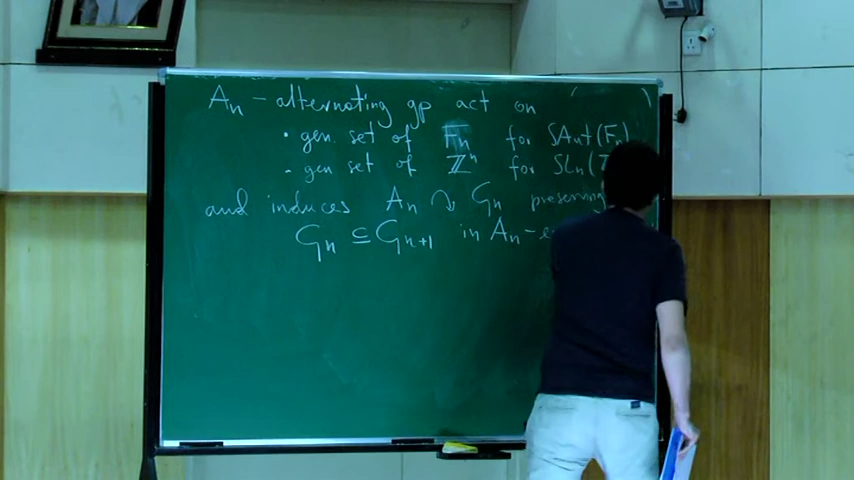 Aₙ - alternating gp act on ( )
• gen. set of Fₙ for SAut(Fₙ)
- gen set of ℤⁿ for SLₙ(
and induces Aₙ ↷ Gₙ preserving
Gₙ ⊆ Gₙ₊₁ in Aₙ-